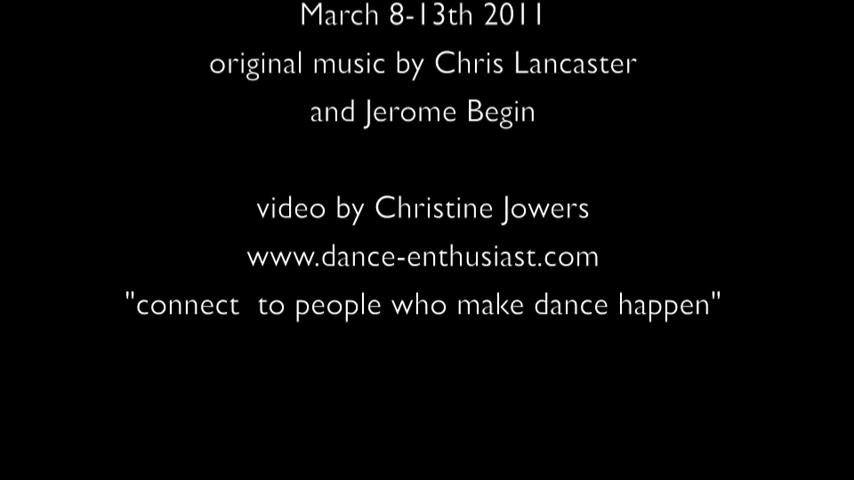 March 8-13th 2011
original music by Chris Lancaster
and Jerome Begin
video by Christine Jowers
www.dance-enthusiast.com
"connect  to people who make dance happen"